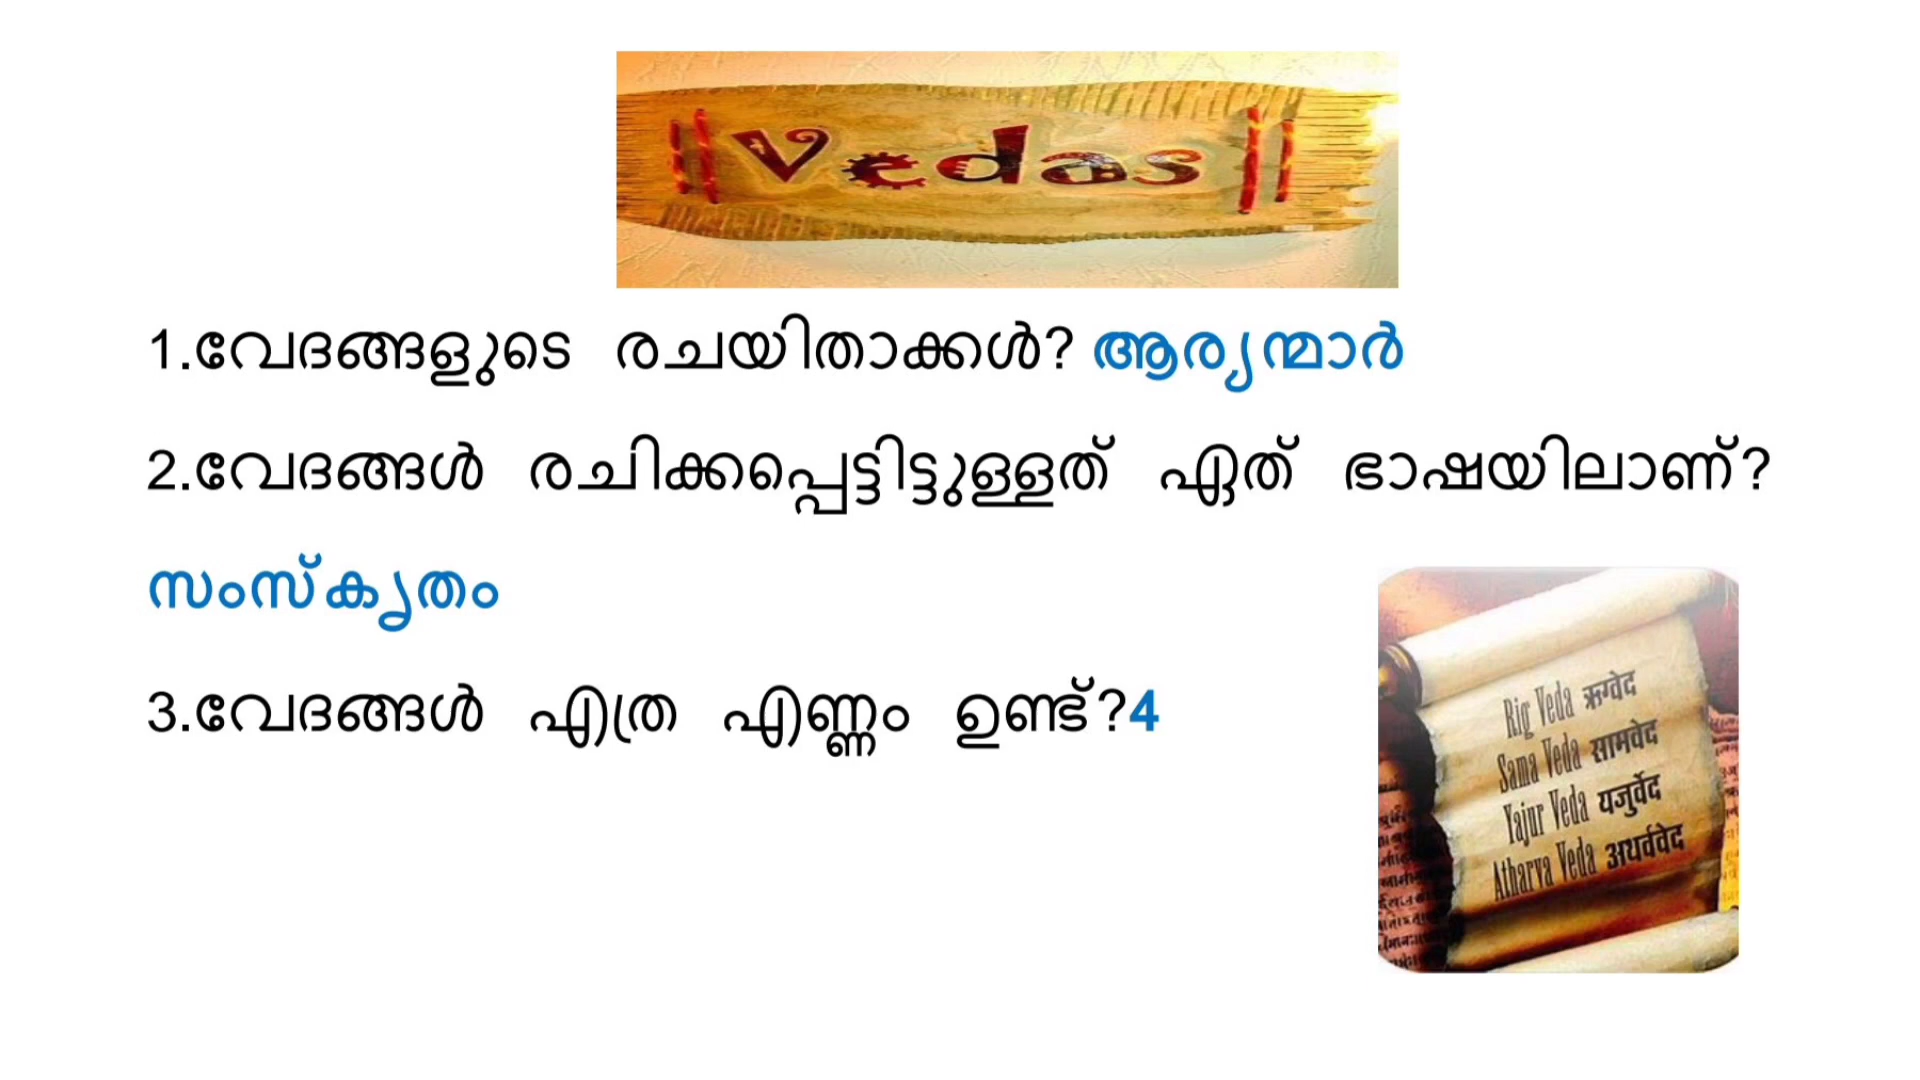 Vedas
1.വേദങ്ങളുടെ രചയിതാക്കൾ? ആര്യന്മാർ
2.വേദങ്ങൾ രചിക്കപ്പെട്ടിട്ടുള്ളത് ഏത് ഭാഷയിലാണ്?
സംസ്കൃതം
3.വേദങ്ങൾ എത്ര എണ്ണം ഉണ്ട്?4
Rig Veda ऋग्वेद
Sama Veda सामवेद
Yajur Veda यजुर्वेद
Atharva Veda अथर्ववेद